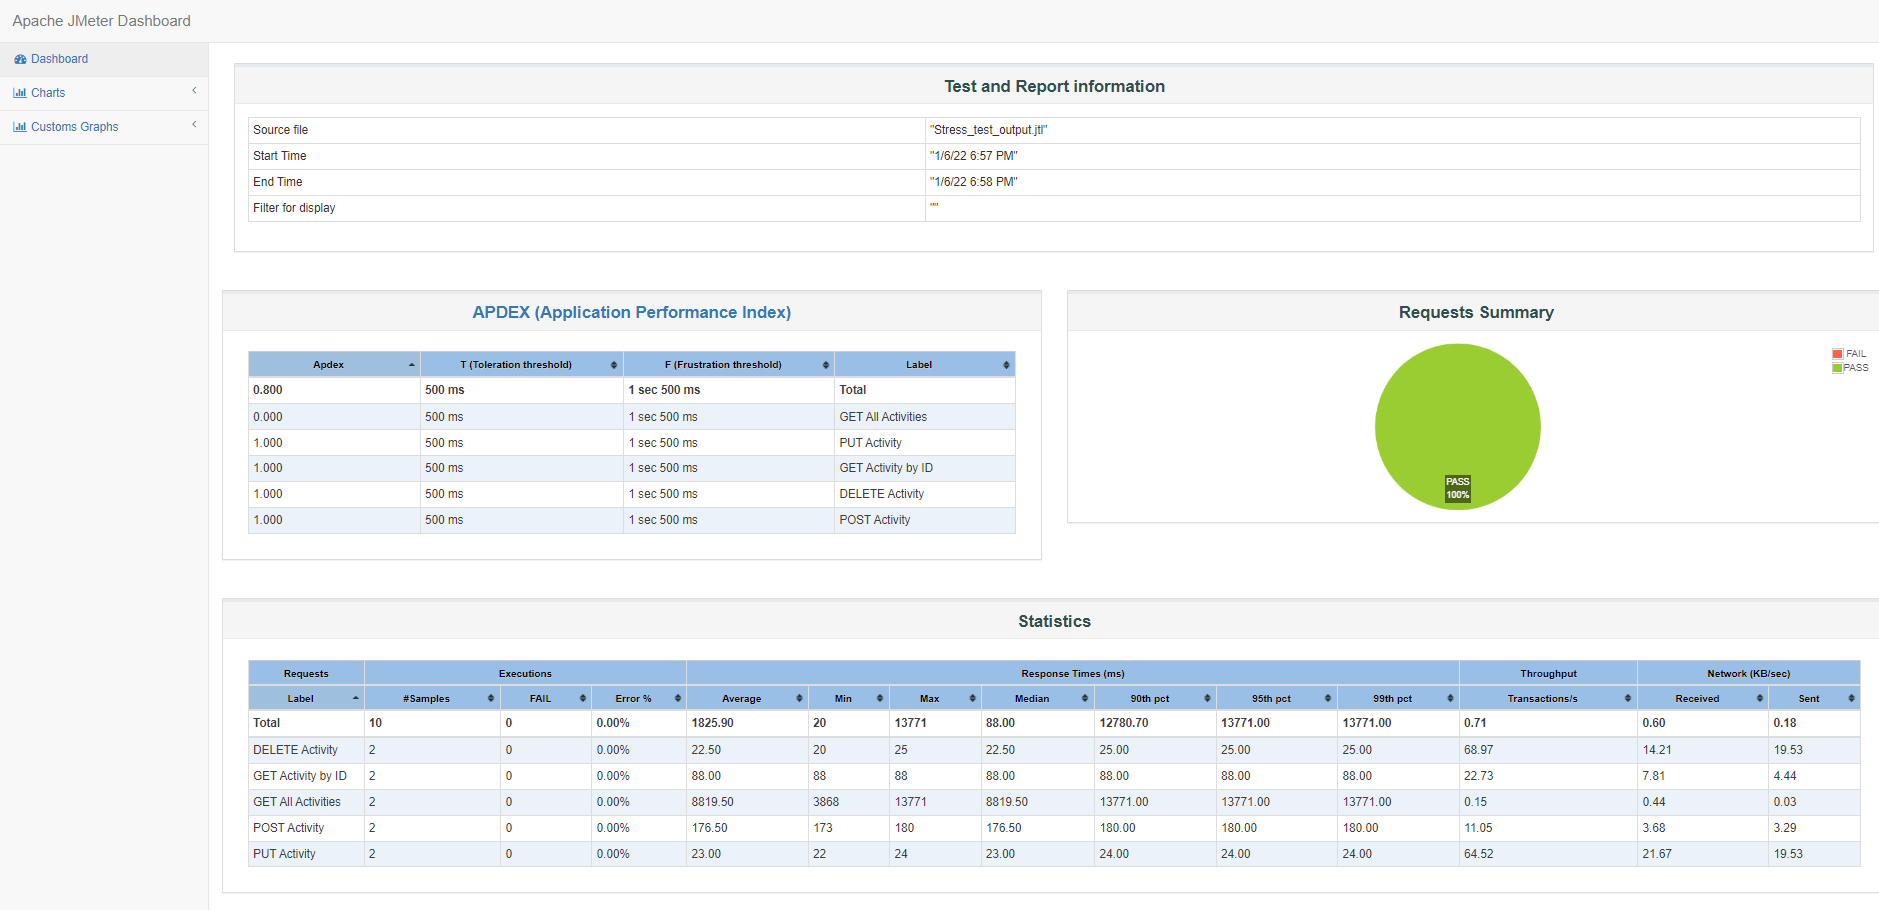 Apache JMeter Dashboard
Dashboard
Charts
Customs Graphs
Test and Report information
Source file "Stress_test_output.jtl"
Start Time "1/6/22 6:57 PM"
End Time "1/6/22 6:58 PM"
Filter for display ""
APDEX (Application Performance Index)
Apdex T (Toleration threshold) F (Frustration threshold) Label
0.800 500 ms 1 sec 500 ms Total
0.000 500 ms 1 sec 500 ms GET All Activities
1.000 500 ms 1 sec 500 ms PUT Activity
1.000 500 ms 1 sec 500 ms GET Activity by ID
1.000 500 ms 1 sec 500 ms DELETE Activity
1.000 500 ms 1 sec 500 ms POST Activity
Requests Summary
FAIL
PASS
PASS
100%
Statistics
Requests Executions Response Times (ms) Throughput Network (KB/sec)
Label #Samples FAIL Error % Average Min Max Median 90th pct 95th pct 99th pct Transactions/s Received Sent
Total 10 0 0.00% 1825.90 20 13771 88.00 12780.70 13771.00 13771.00 0.71 0.60 0.18
DELETE Activity 2 0 0.00% 22.50 20 25 22.50 25.00 25.00 25.00 68.97 14.21 19.53
GET Activity by ID 2 0 0.00% 88.00 88 88 88.00 88.00 88.00 88.00 22.73 7.81 4.44
GET All Activities 2 0 0.00% 8819.50 3868 13771 8819.50 13771.00 13771.00 13771.00 0.15 0.44 0.03
POST Activity 2 0 0.00% 176.50 173 180 176.50 180.00 180.00 180.00 11.05 3.68 3.29
PUT Activity 2 0 0.00% 23.00 22 24 23.00 24.00 24.00 24.00 64.52 21.67 19.53